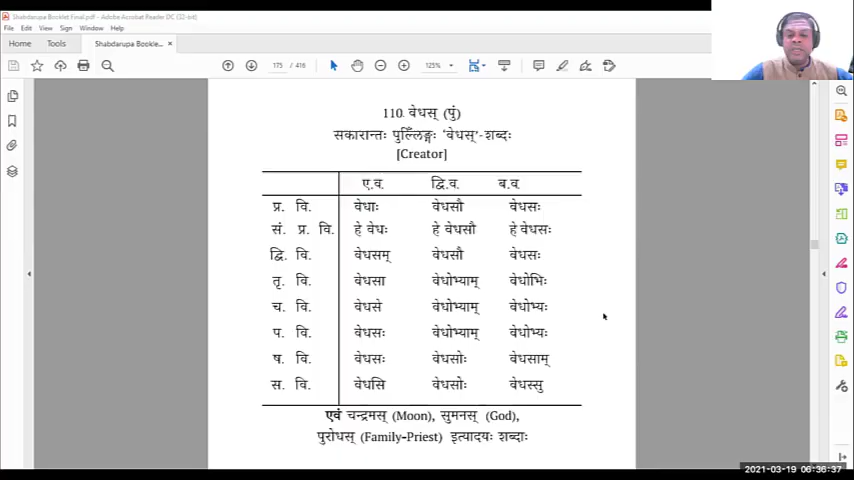 Shabdarupa Booklet Final.pdf - Adobe Acrobat Reader DC (32-bit)
File Edit View Sign Window Help
Home Tools Shabdarupa Bookle... ×
175 / 416 125%
110. वेधस् (पुं)
सकारान्तः पुल्लिँङ्गः 'वेधस्'-शब्दः
[Creator]
ए.व. द्वि.व. ब.व.
प्र. वि. वेधाः वेधसौ वेधसः
सं. प्र. वि. हे वेधः हे वेधसौ हे वेधसः
द्वि. वि. वेधसम् वेधसौ वेधसः
तृ. वि. वेधसा वेधोभ्याम् वेधोभिः
च. वि. वेधसे वेधोभ्याम् वेधोभ्यः
प. वि. वेधसः वेधोभ्याम् वेधोभ्यः
ष. वि. वेधसः वेधसोः वेधसाम्
स. वि. वेधसि वेधसोः वेधस्सु
एवं चन्द्रमस् (Moon), सुमनस् (God),
पुरोधस् (Family-Priest) इत्यादयः शब्दाः
2021-03-19 06:36:37